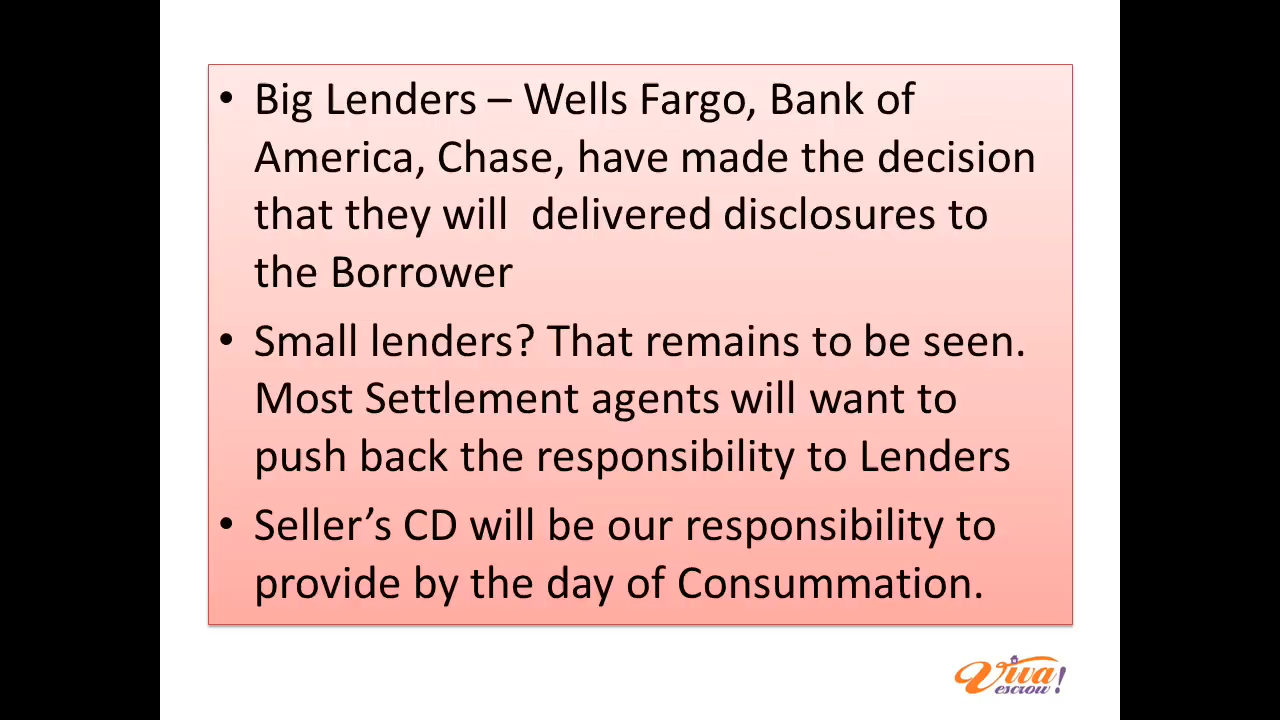 • Big Lenders – Wells Fargo, Bank of
America, Chase, have made the decision
that they will  delivered disclosures to
the Borrower
• Small lenders? That remains to be seen.
Most Settlement agents will want to
push back the responsibility to Lenders
• Seller’s CD will be our responsibility to
provide by the day of Consummation.
Viva!
escrow